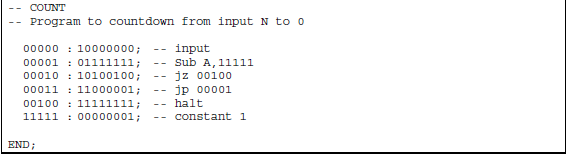 -- COUNT
-- Program to countdown from input N to 0
00000 : 10000000; -- input
00001 : 01111111; -- Sub A,11111
00010 : 10100100; -- jz 00100
00011 : 11000001; -- jp 00001
00100 : 11111111; -- halt
11111 : 00000001; -- constant 1
END;